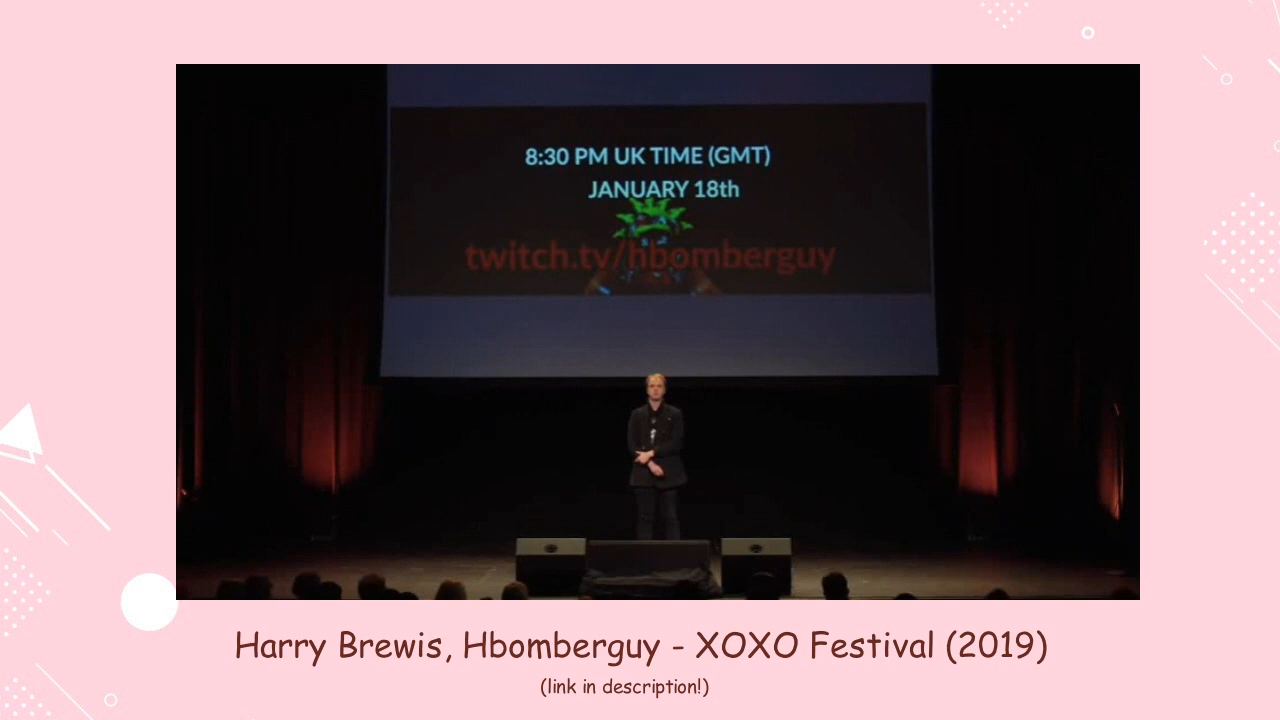 8:30 PM UK TIME (GMT)
JANUARY 18th
twitch.tv/hbomberguy
Harry Brewis, Hbomberguy - XOXO Festival (2019)
(link in description!)